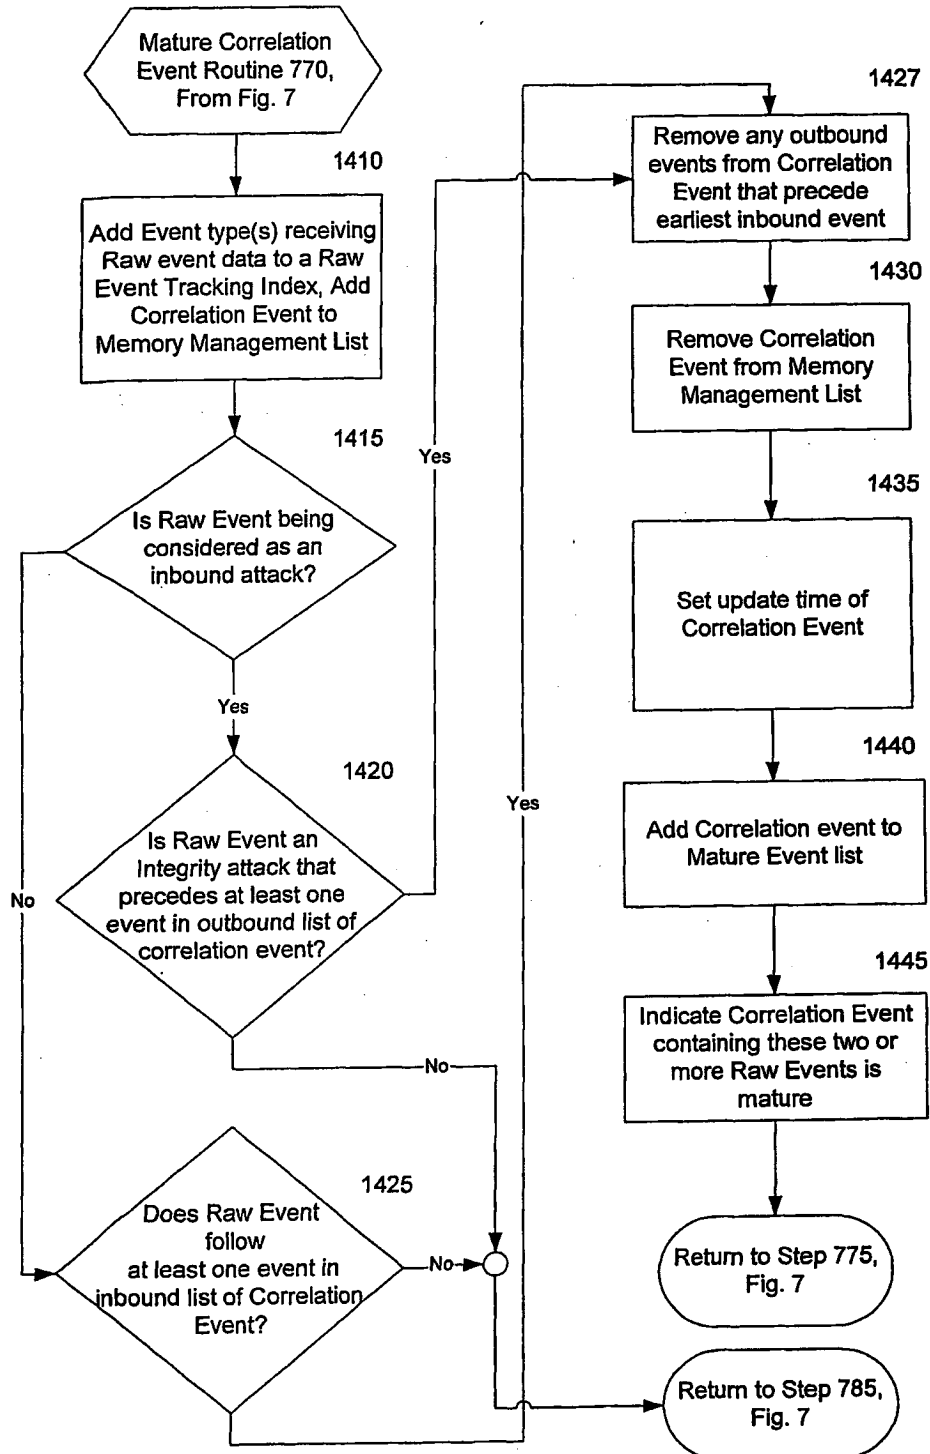 Mature Correlation
Event Routine 770,
From Fig. 7
1410
Add Event type(s) receiving
Raw event data to a Raw
Event Tracking Index, Add
Correlation Event to
Memory Management List
1415
Is Raw Event being
considered as an
inbound attack?
Yes
1420
Is Raw Event an
Integrity attack that
precedes at least one
event in outbound list of
correlation event?
Yes
No
No
1425
Does Raw Event
follow
at least one event in
inbound list of Correlation
Event?
No
Yes
1427
Remove any outbound
events from Correlation
Event that precede
earliest inbound event
1430
Remove Correlation
Event from Memory
Management List
1435
Set update time of
Correlation Event
1440
Add Correlation event to
Mature Event list
1445
Indicate Correlation Event
containing these two or
more Raw Events is
mature
Return to Step 775,
Fig. 7
Return to Step 785,
Fig. 7